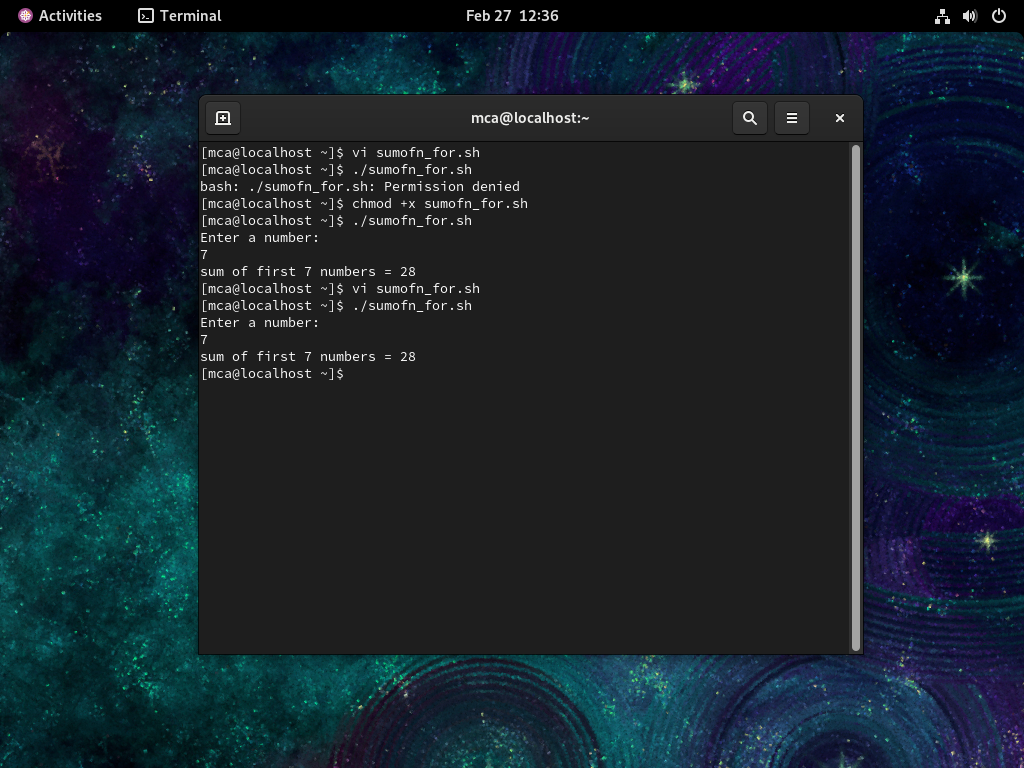 Activities Terminal Feb 27 12:36
mca@localhost:~
[mca@localhost ~]$ vi sumofn_for.sh
[mca@localhost ~]$ ./sumofn_for.sh
bash: ./sumofn_for.sh: Permission denied
[mca@localhost ~]$ chmod +x sumofn_for.sh
[mca@localhost ~]$ ./sumofn_for.sh
Enter a number:
7
sum of first 7 numbers = 28
[mca@localhost ~]$ vi sumofn_for.sh
[mca@localhost ~]$ ./sumofn_for.sh
Enter a number:
7
sum of first 7 numbers = 28
[mca@localhost ~]$